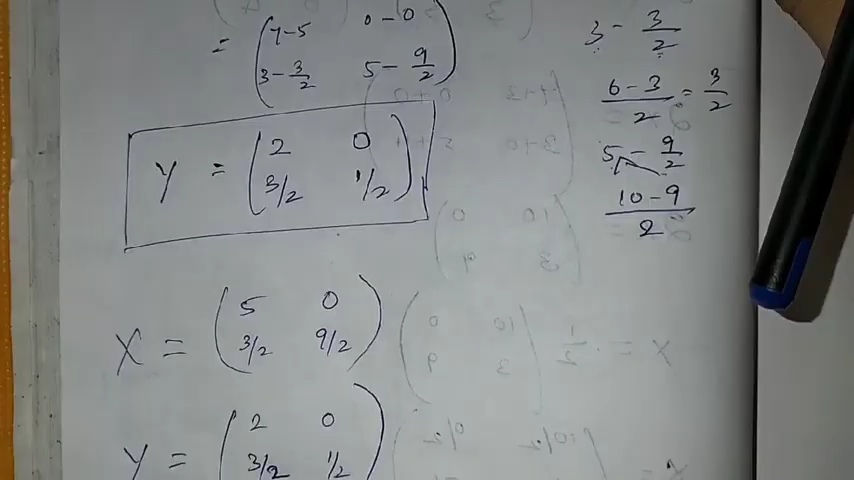 = ( 7-5 0-0
3-3/2 5-9/2 )
Y = ( 2 0
3/2 1/2 )
X = ( 5 0
3/2 9/2 )
Y = ( 2 0
3/2 1/2 )
3 - 3/2
6-3/2 = 3/2
5 - 9/2
10-9/2